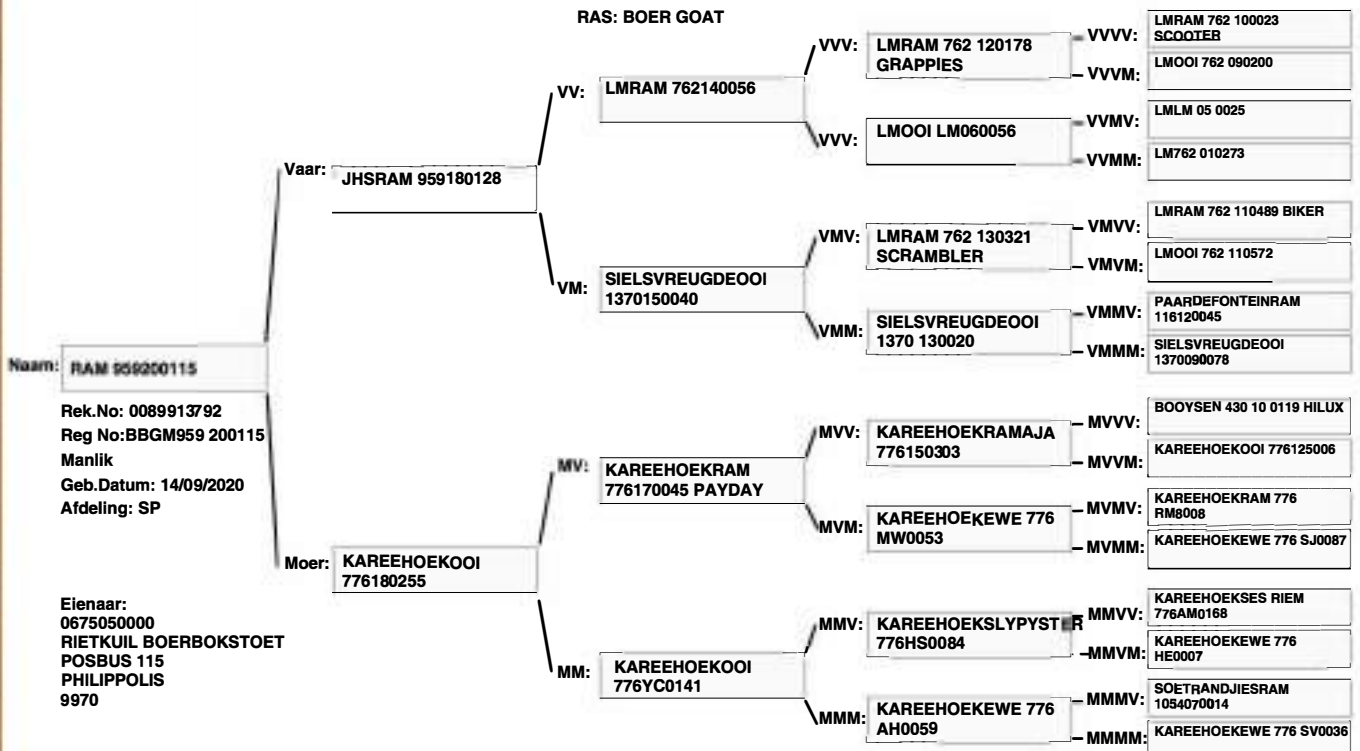 RAS: BOER GOAT
Naam: RAM 959200115
Rek.No: 0089913792
Reg No:BBGM959 200115
Manlik
Geb.Datum: 14/09/2020
Afdeling: SP
Eienaar:
0675050000
RIETKUIL BOERBOKSTOET
POSBUS 115
PHILIPPOLIS
9970
Vaar: JHSRAM 959180128
Moer: KAREEHOEKOOI
776180255
VV: LMRAM 762140056
VM: SIELSVREUGDEOOI
1370150040
MV: KAREEHOEKRAM
776170045 PAYDAY
MM: KAREEHOEKOOI
776YC0141
VVV: LMRAM 762 120178
GRAPPIES
VVV: LMOOI LM060056
VMV: LMRAM 762 130321
SCRAMBLER
VMM: SIELSVREUGDEOOI
1370 130020
MVV: KAREEHOEKRAMAJA
776150303
MVM: KAREEHOEKEWE 776
MW0053
MMV: KAREEHOEKSLYPYSTER
776HS0084
MMM: KAREEHOEKEWE 776
AH0059
VVVV: LMRAM 762 100023
SCOOTER
VVVM: LMOOI 762 090200
VVMV: LMLM 05 0025
VVMM: LM762 010273
VMVV: LMRAM 762 110489 BIKER
VMVM: LMOOI 762 110572
VMMV: PAARDEFONTEINRAM
116120045
VMMM: SIELSVREUGDEOOI
1370090078
MVVV: BOOYSEN 430 10 0119 HILUX
MVVM: KAREEHOEKOOI 776125006
MVMV: KAREEHOEKRAM 776
RM8008
MVMM: KAREEHOEKEWE 776 SJ0087
MMVV: KAREEHOEKSES RIEM
776AM0168
MMVM: KAREEHOEKEWE 776
HE0007
MMMV: SOETRANDJIESRAM
1054070014
MMMM: KAREEHOEKEWE 776 SV0036